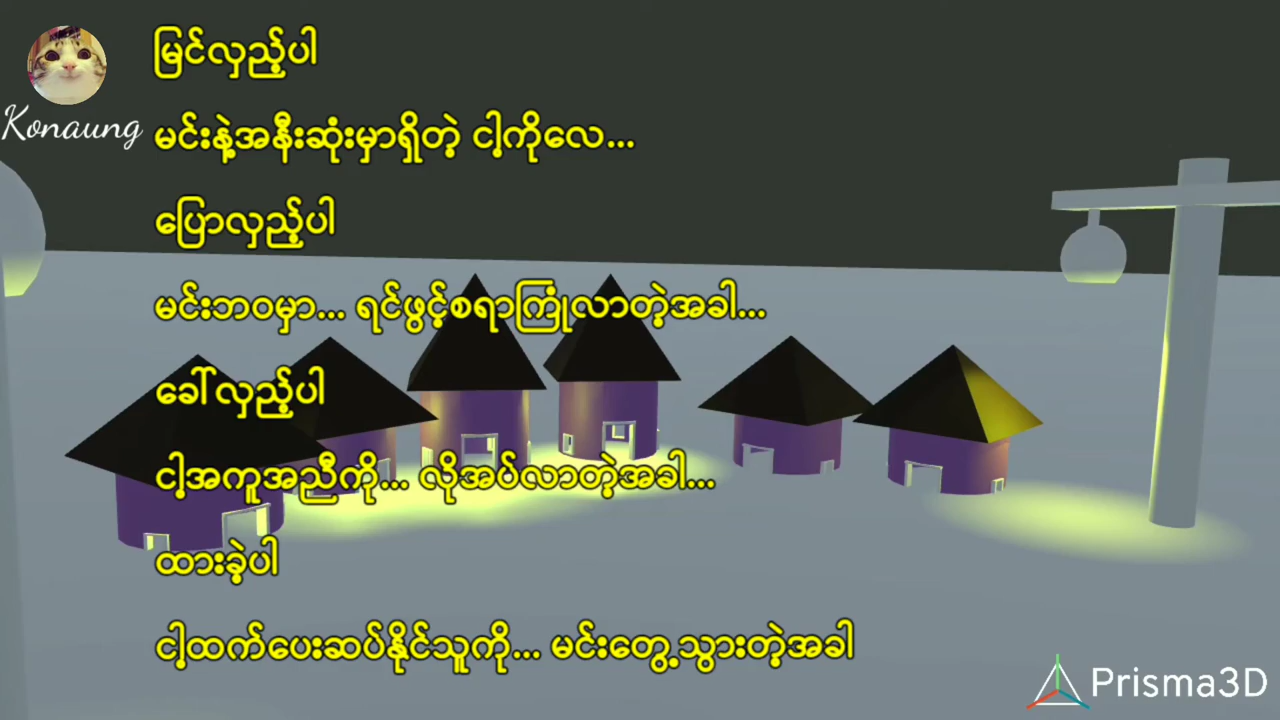 မြင်လှည့်ပါ
Konaung
မင်းနဲ့အနီးဆုံးမှာရှိတဲ့ ငါ့ကိုလေ...
ပြောလှည့်ပါ
မင်းဘဝမှာ... ရင်ဖွင့်စရာကြုံလာတဲ့အခါ...
ခေါ်လှည့်ပါ
ငါ့အကူအညီကို... လိုအပ်လာတဲ့အခါ...
ထားခဲ့ပါ
ငါ့ထက်ပေးဆပ်နိုင်သူကို... မင်းတွေ့သွားတဲ့အခါ
Prisma3D